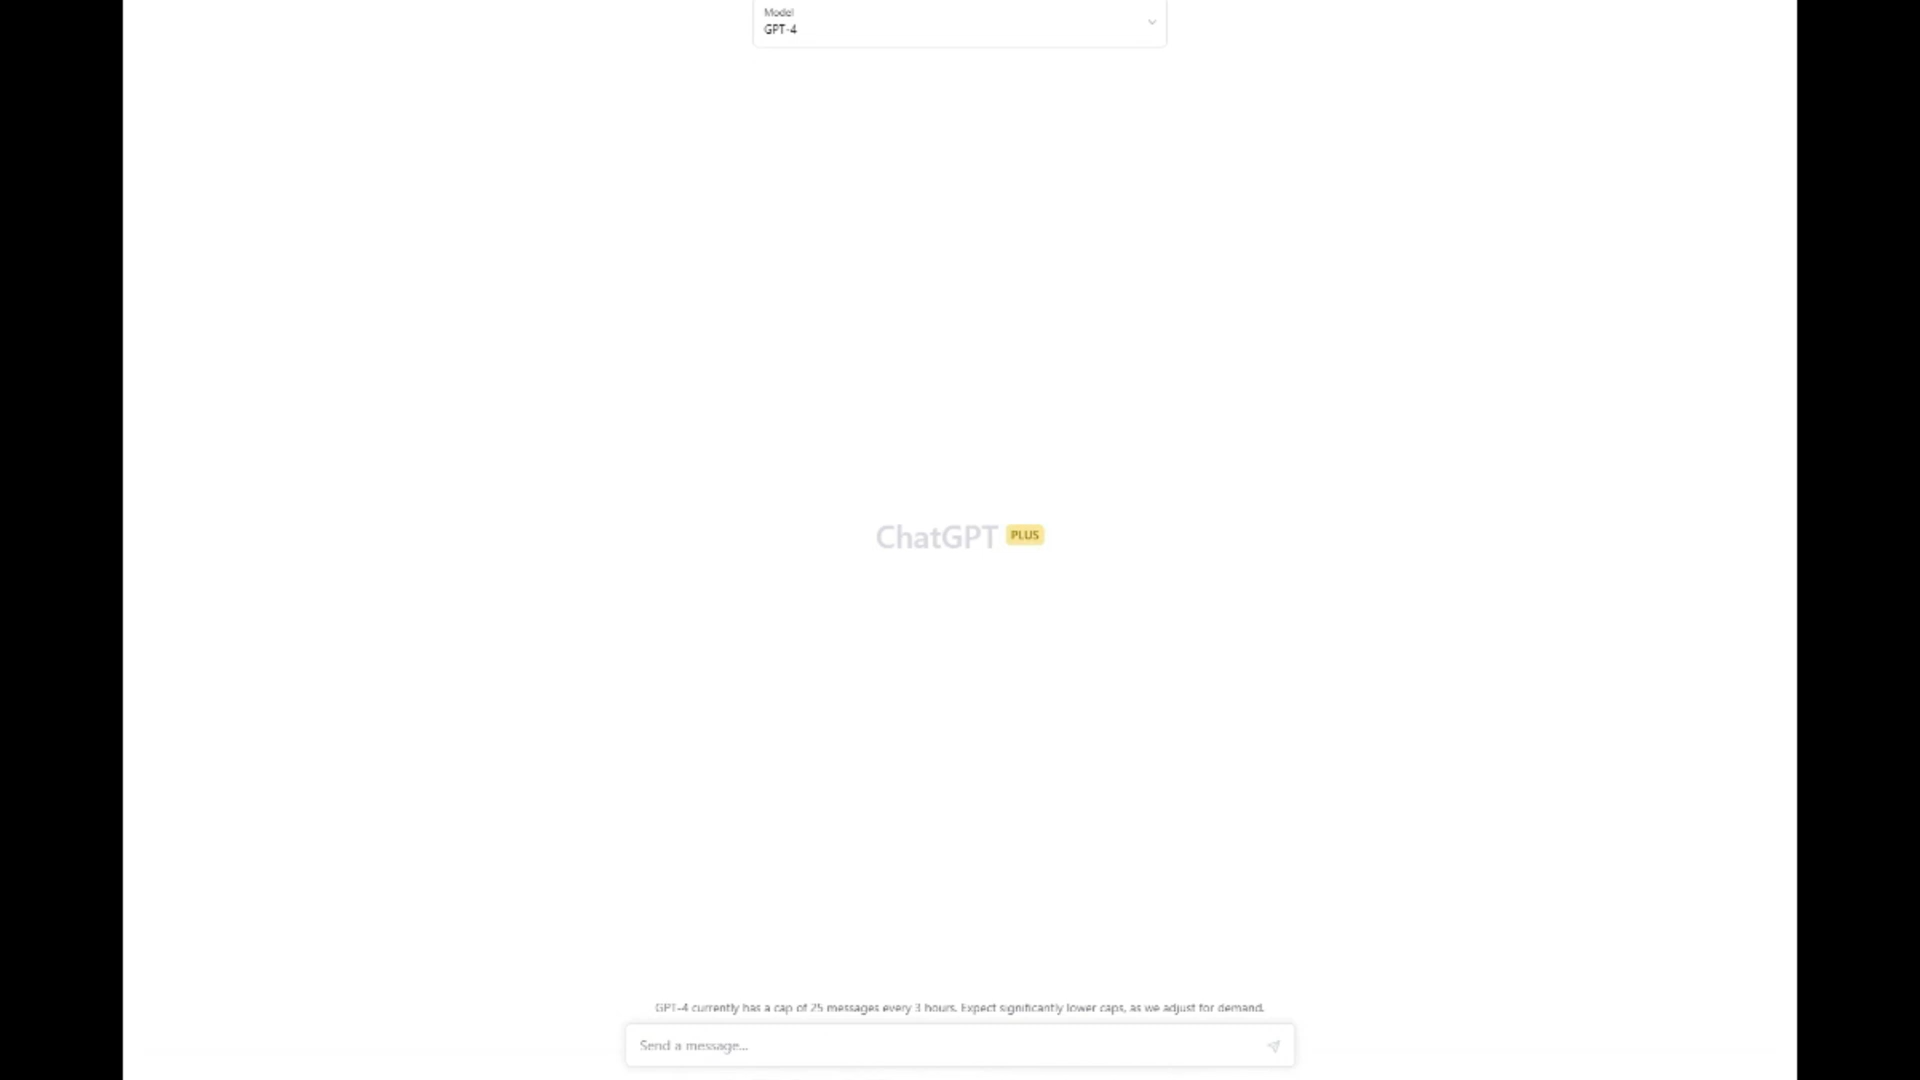 Model
GPT-4
ChatGPT PLUS
GPT-4 currently has a cap of 25 messages every 3 hours. Expect significantly lower caps, as we adjust for demand.
Send a message...